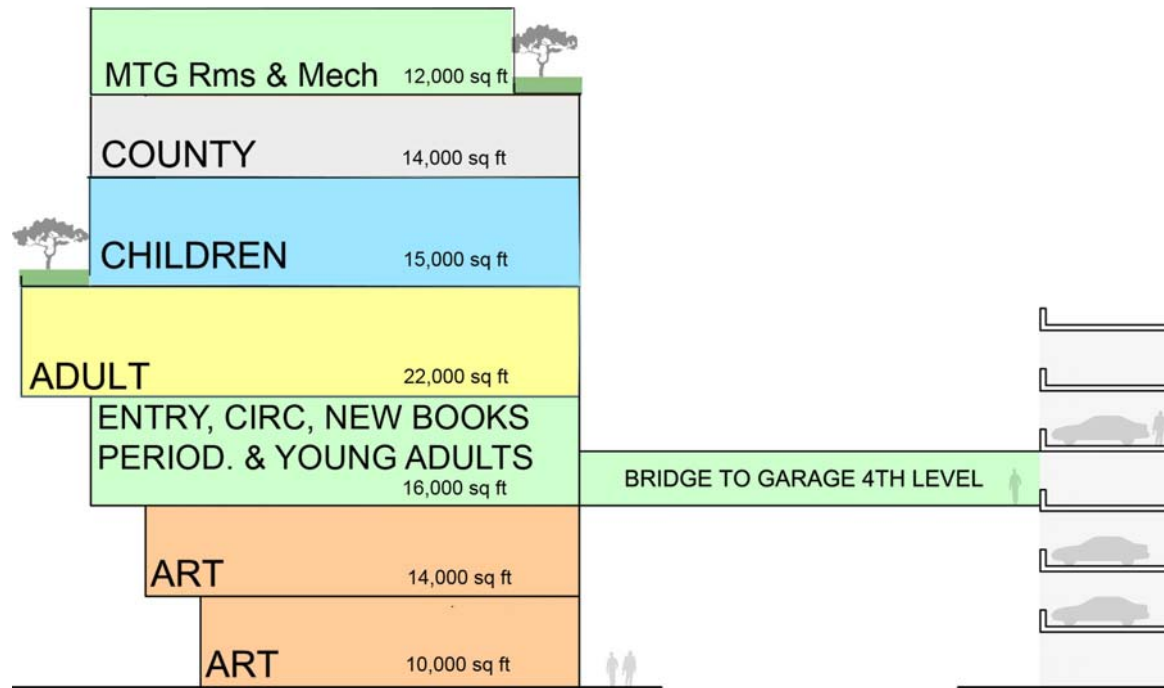 MTG Rms & Mech 12,000 sq ft
COUNTY 14,000 sq ft
CHILDREN 15,000 sq ft
ADULT 22,000 sq ft
ENTRY, CIRC, NEW BOOKS
PERIOD. & YOUNG ADULTS
16,000 sq ft
BRIDGE TO GARAGE 4TH LEVEL
ART 14,000 sq ft
ART 10,000 sq ft